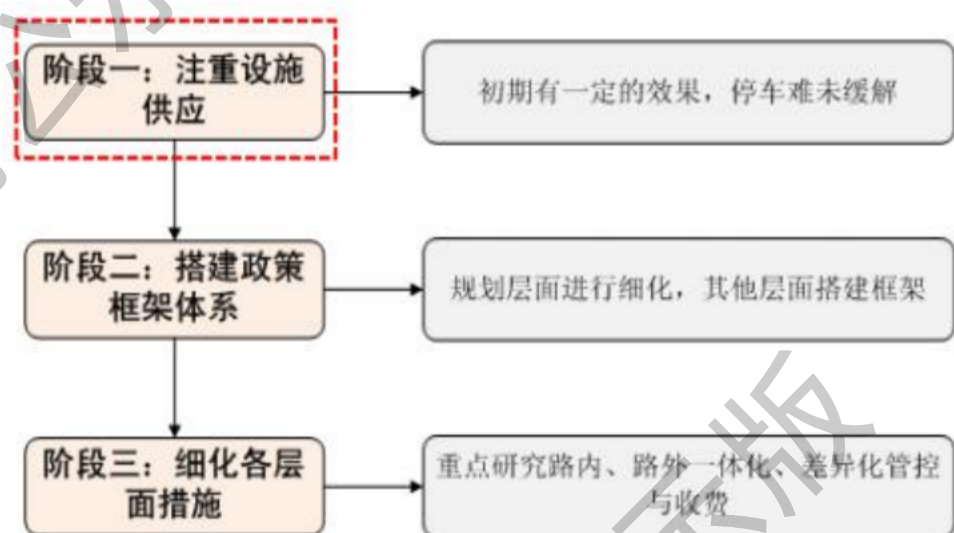 阶段一：注重设施
供应
初期有一定的效果，停车难未缓解
阶段二：搭建政策
框架体系
规划层面进行细化，其他层面搭建框架
阶段三：细化各层
面措施
重点研究路内、路外一体化、差异化管控
与收费